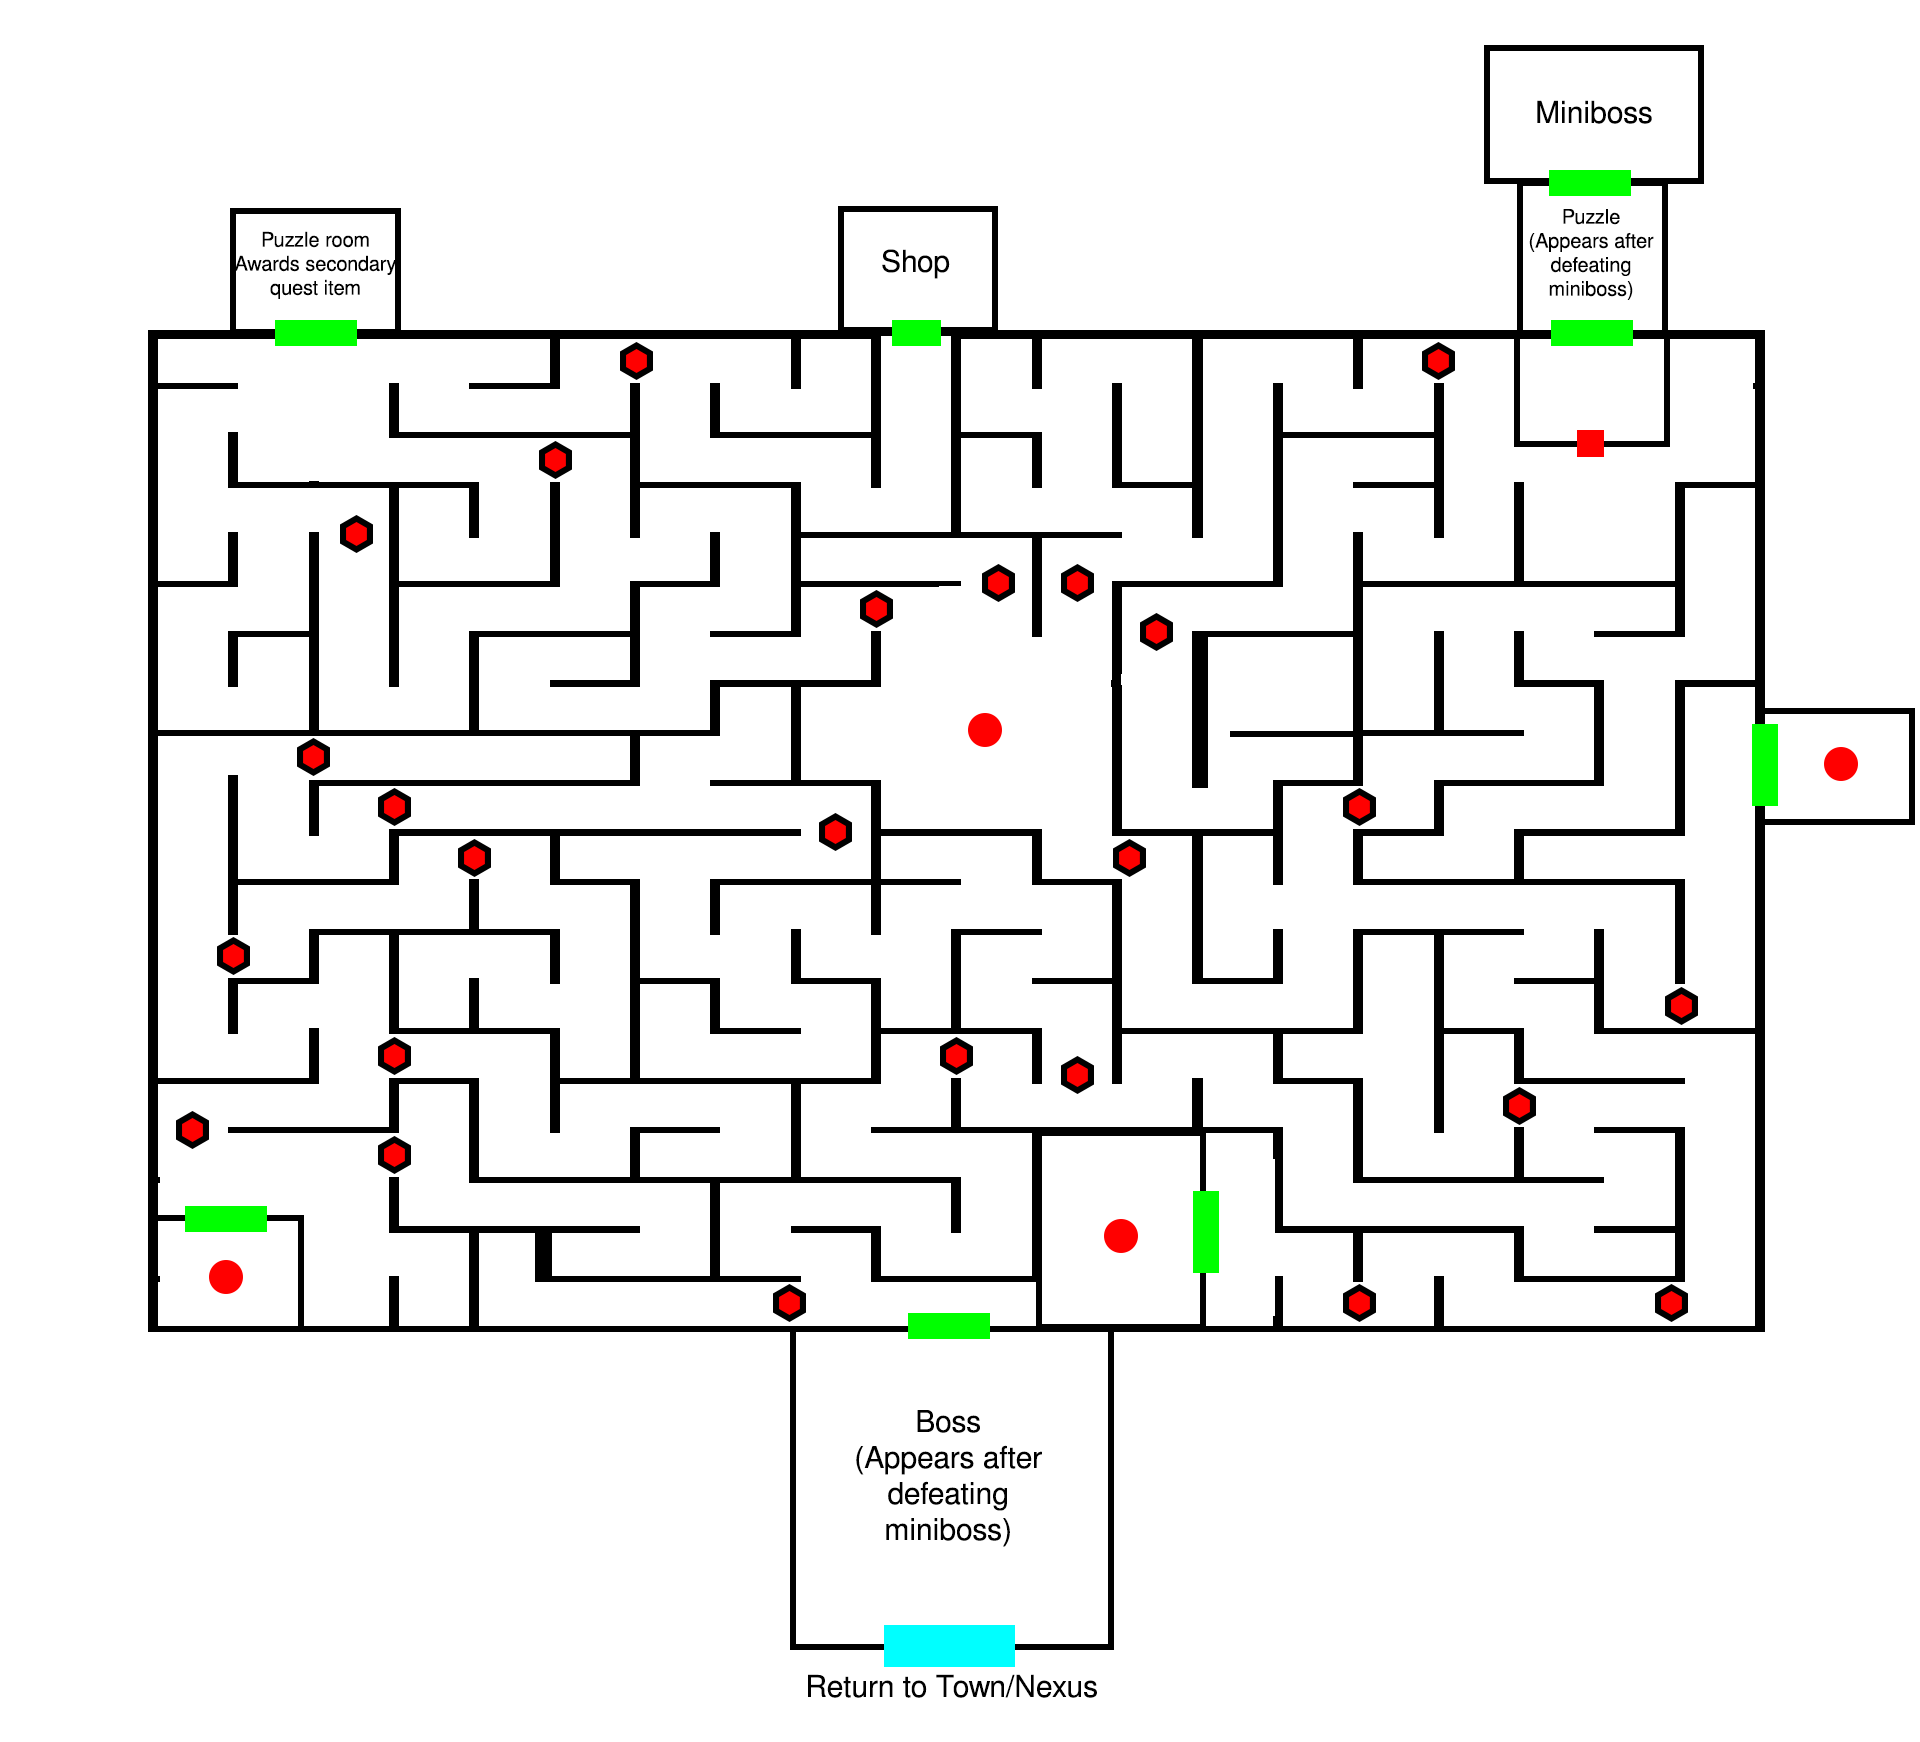 Miniboss
Puzzle
(Appears after
defeating
miniboss)
Puzzle room
Awards secondary
quest item
Shop
Boss
(Appears after
defeating
miniboss)
Return to Town/Nexus